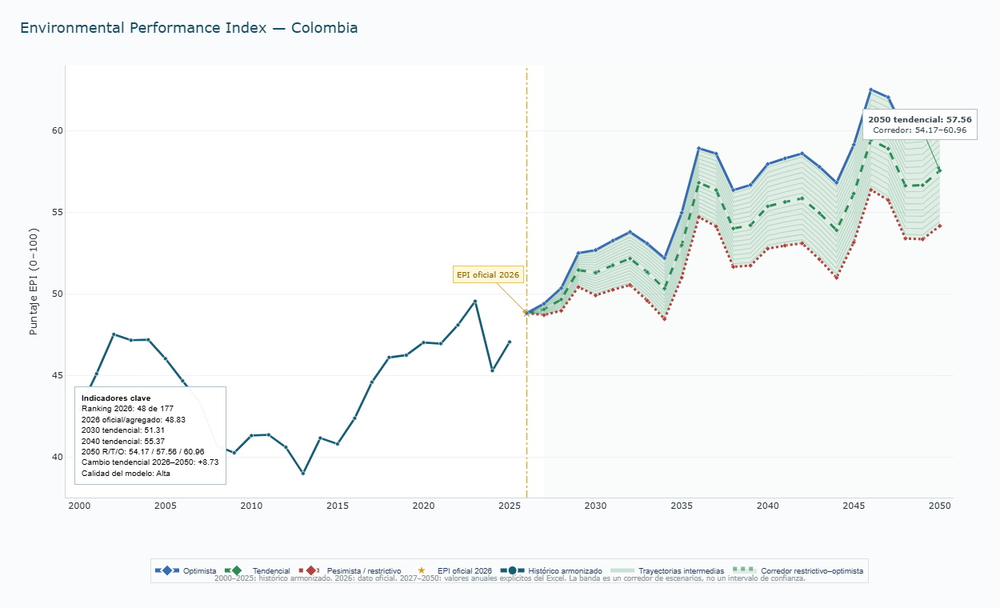 Environmental Performance Index — Colombia
Puntaje EPI (0–100)
60
55
50
45
40
2050 tendencial: 57.56
Corredor: 54.17–60.96
EPI oficial 2026
Indicadores clave
Ranking 2026: 48 de 177
2026 oficial/agregado: 48.83
2030 tendencial: 51.31
2040 tendencial: 55.37
2050 R/T/O: 54.17 / 57.56 / 60.96
Cambio tendencial 2026–2050: +8.73
Calidad del modelo: Alta
2000 2005 2010 2015 2020 2025 2030 2035 2040 2045 2050
Optimista Tendencial Pesimista / restrictivo EPI oficial 2026 Histórico armonizado Trayectorias intermedias Corredor restrictivo–optimista
2000–2025: histórico armonizado. 2026: dato oficial. 2027–2050: valores anuales explícitos del Excel. La banda es un corredor de escenarios, no un intervalo de confianza.